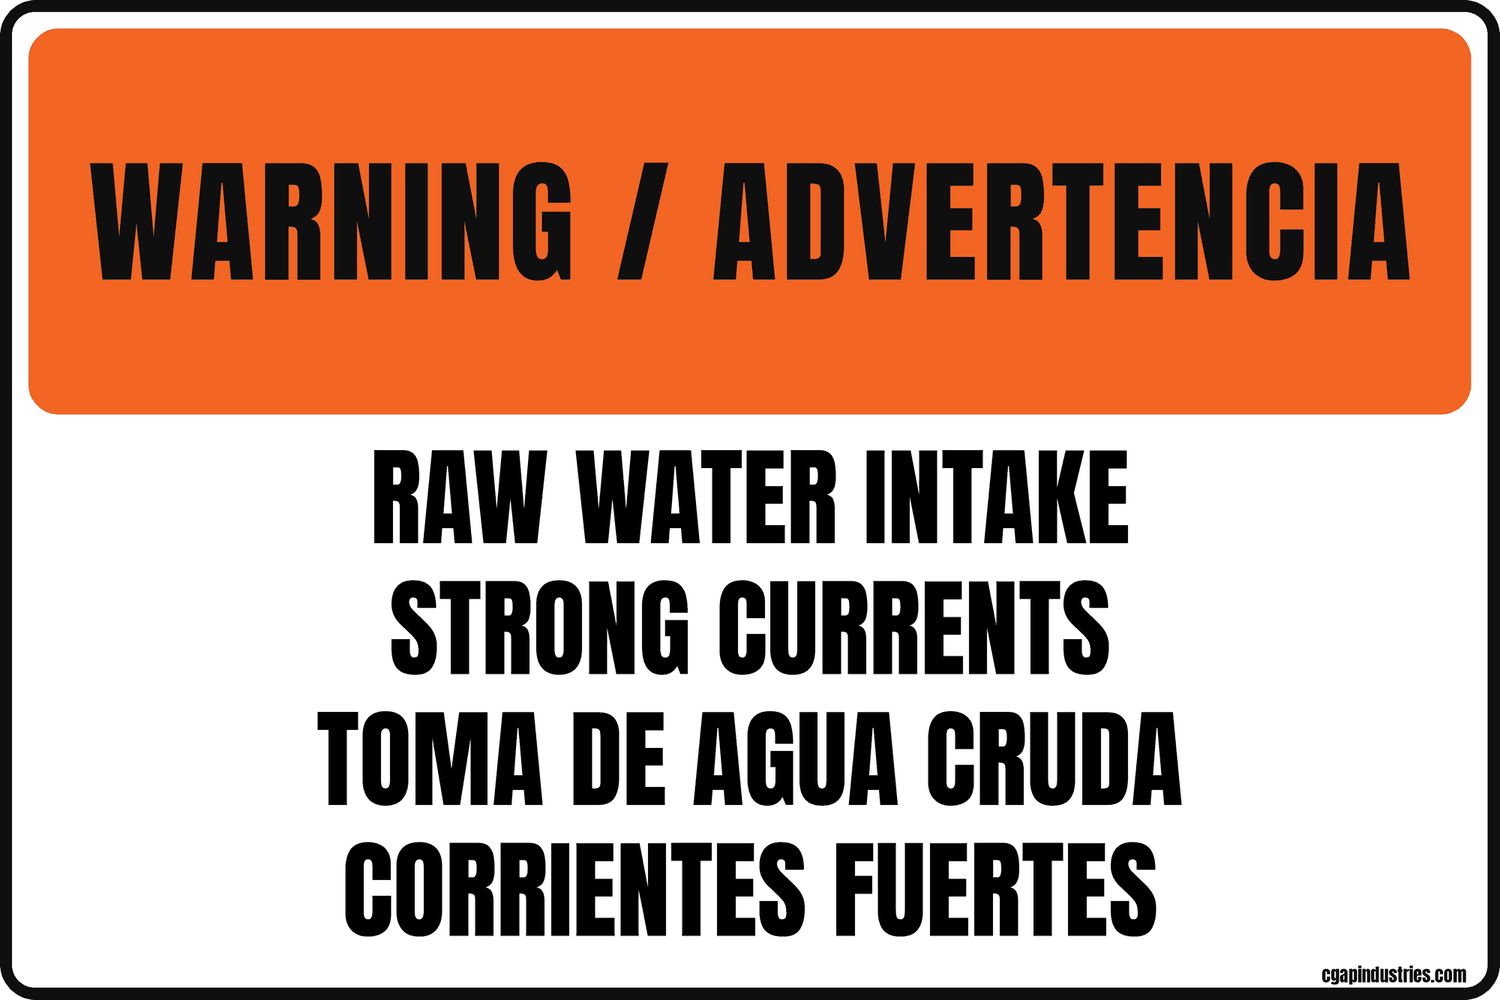 WARNING / ADVERTENCIA
RAW WATER INTAKE
STRONG CURRENTS
TOMA DE AGUA CRUDA
CORRIENTES FUERTES
cgapindustries.com